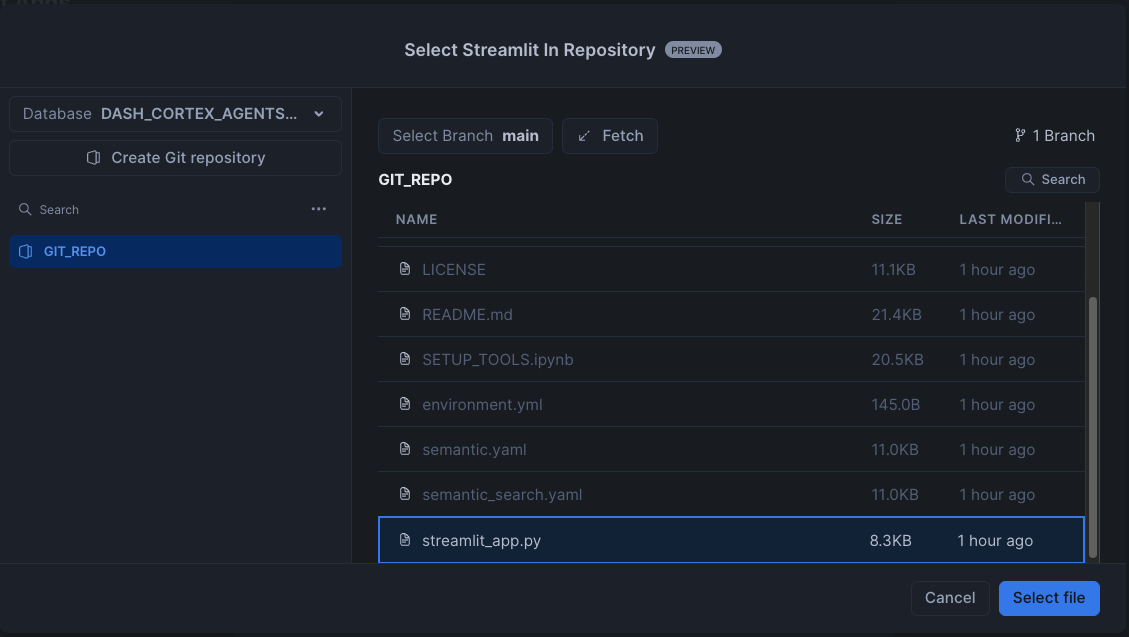 Select Streamlit In Repository PREVIEW
Database DASH_CORTEX_AGENTS...
Create Git repository
Search
GIT_REPO
Select Branch main
Fetch
1 Branch
GIT_REPO
Search
NAME SIZE LAST MODIFI...
LICENSE 11.1KB 1 hour ago
README.md 21.4KB 1 hour ago
SETUP_TOOLS.ipynb 20.5KB 1 hour ago
environment.yml 145.0B 1 hour ago
semantic.yaml 11.0KB 1 hour ago
semantic_search.yaml 11.0KB 1 hour ago
streamlit_app.py 8.3KB 1 hour ago
Cancel Select file